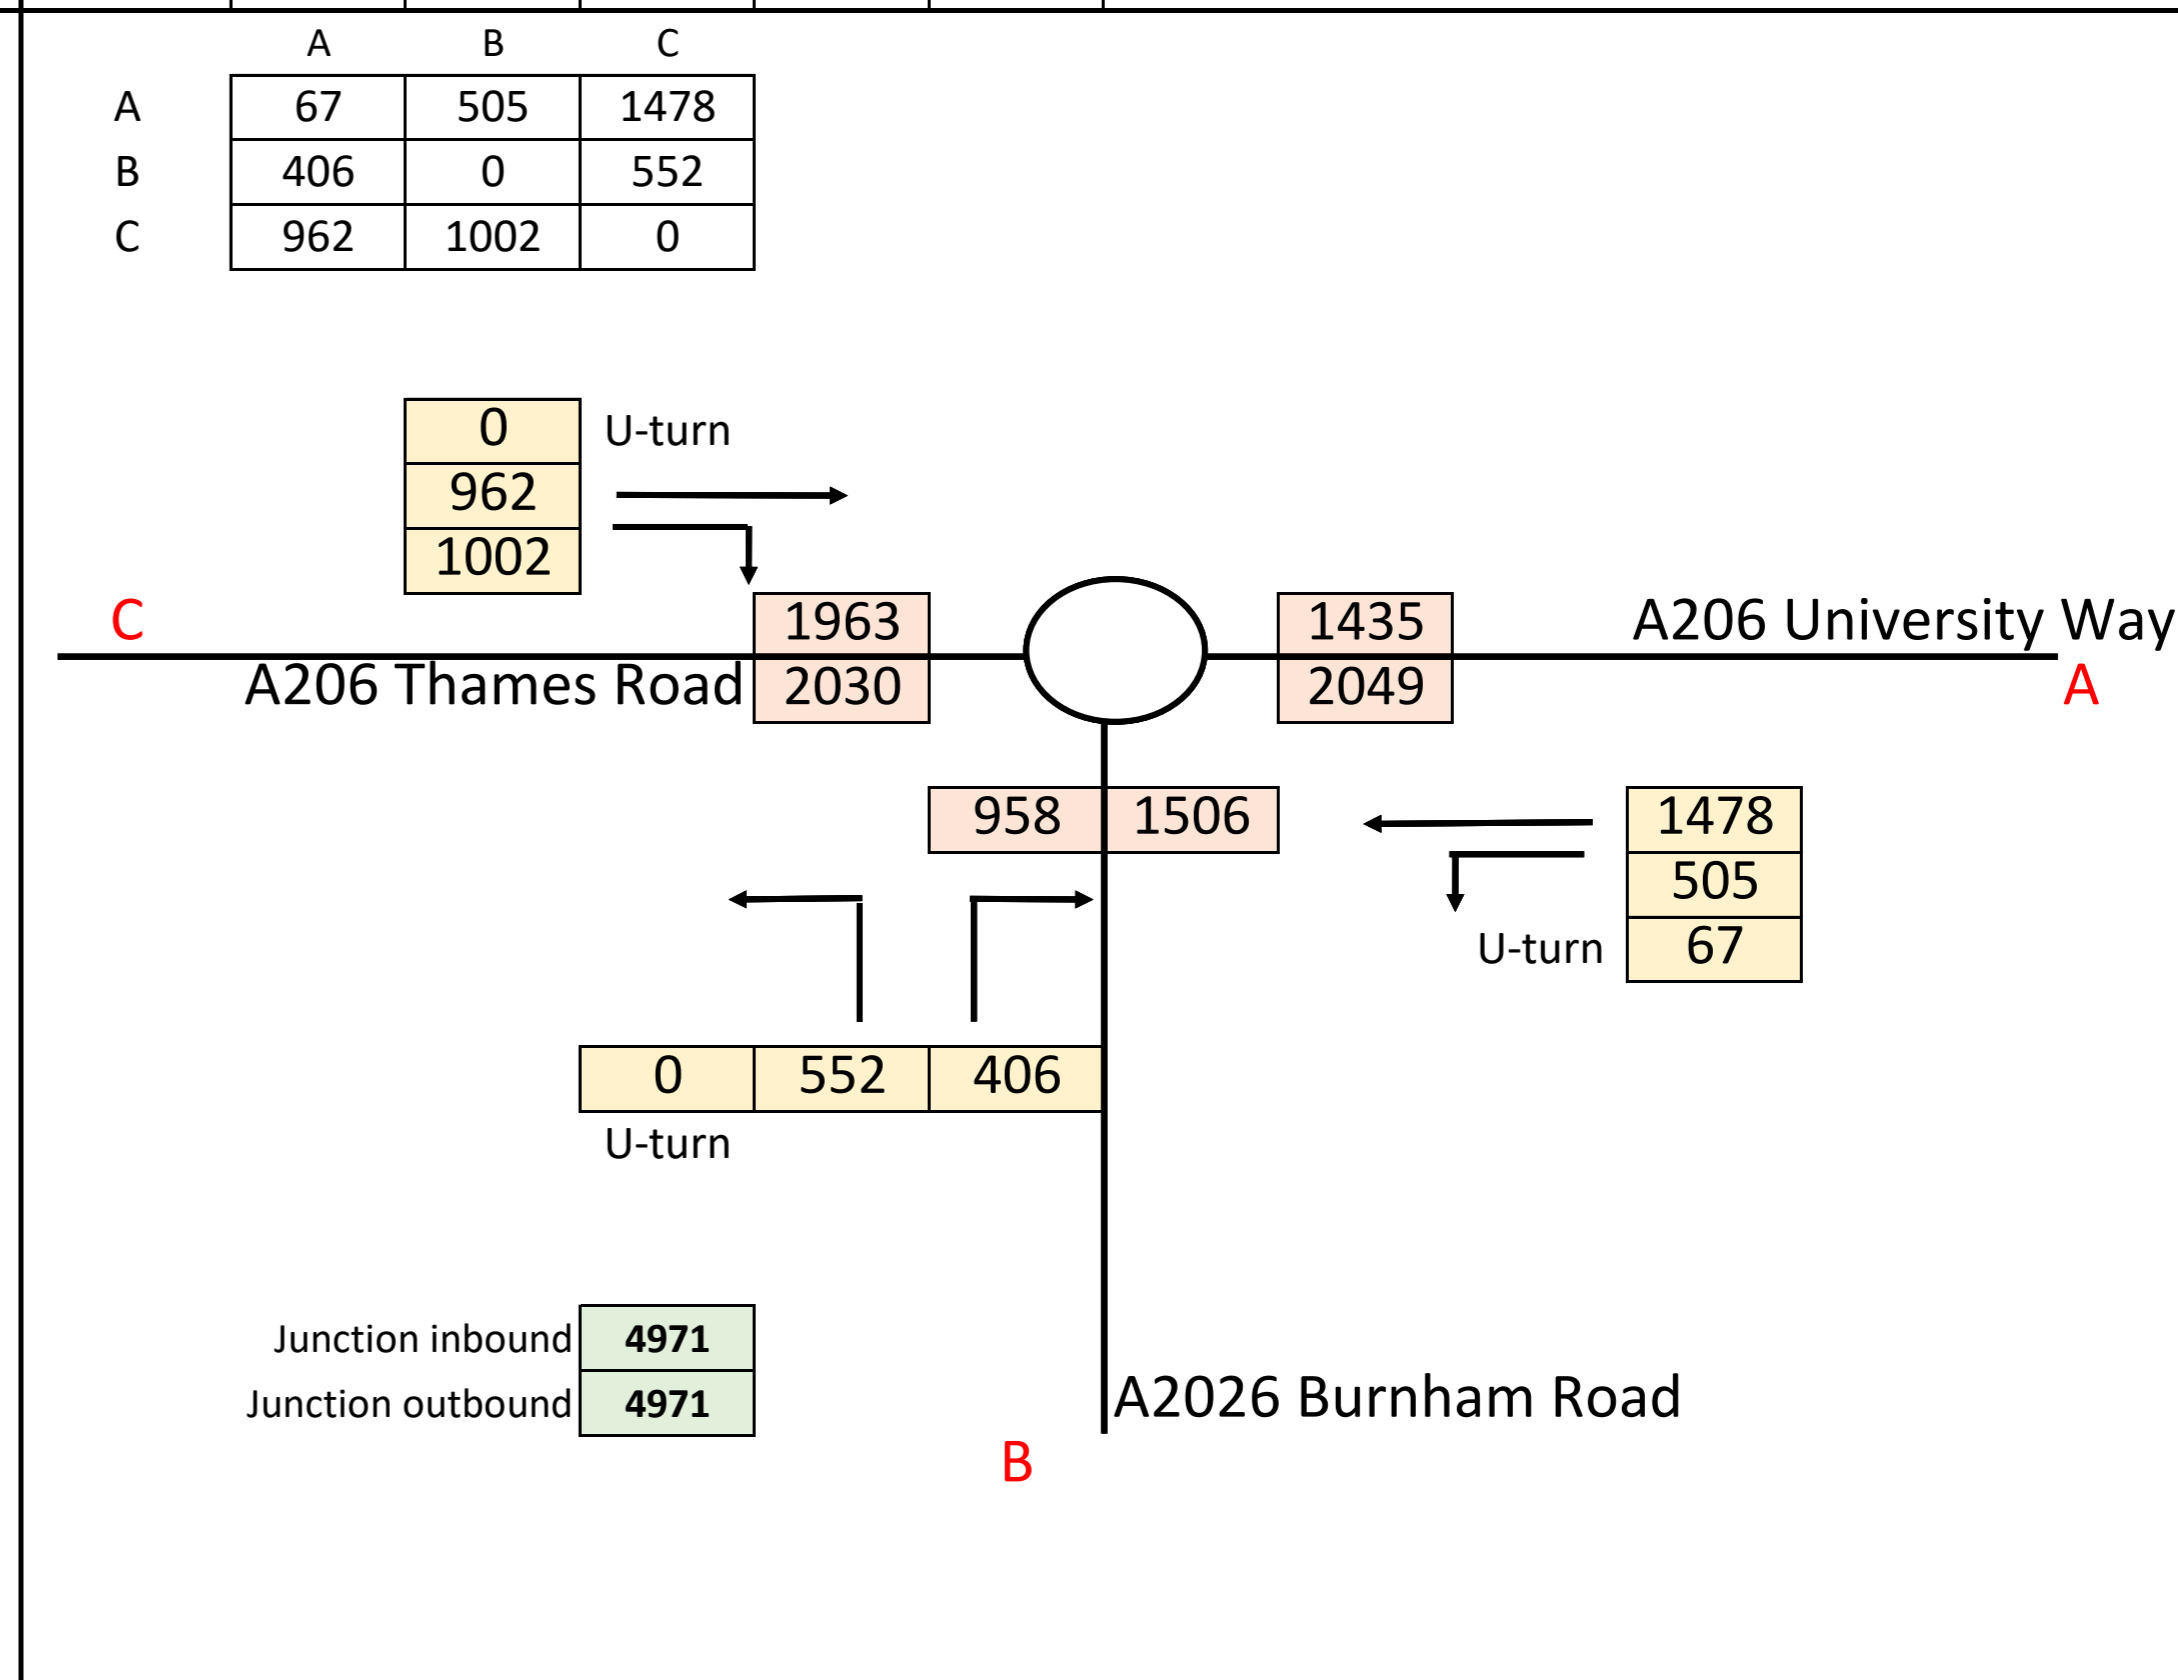 A B C
A 67 505 1478
B 406 0 552
C 962 1002 0
0 U-turn
962
1002
C 1963 1435 A206 University Way
A206 Thames Road 2030 2049 A
958 1506 1478
505
U-turn 67
0 552 406
U-turn
Junction inbound 4971
Junction outbound 4971 A2026 Burnham Road
B